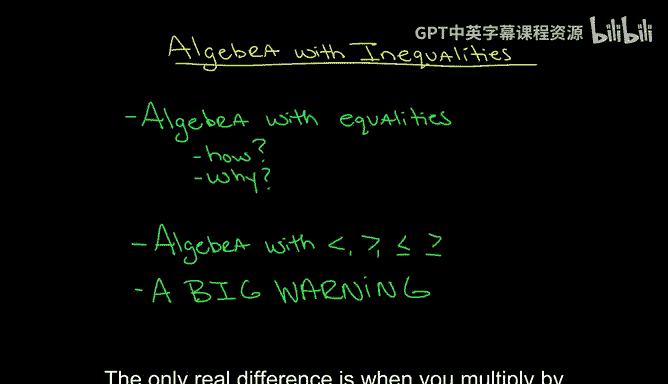 GPT中英字幕课程资源 bilibili
Algebra with Inequalities
- Algebra with equalities
- how?
- why?
- Algebra with <, >, ≤ ≥
- A BIG WARNING
The only real difference is when you multiply by